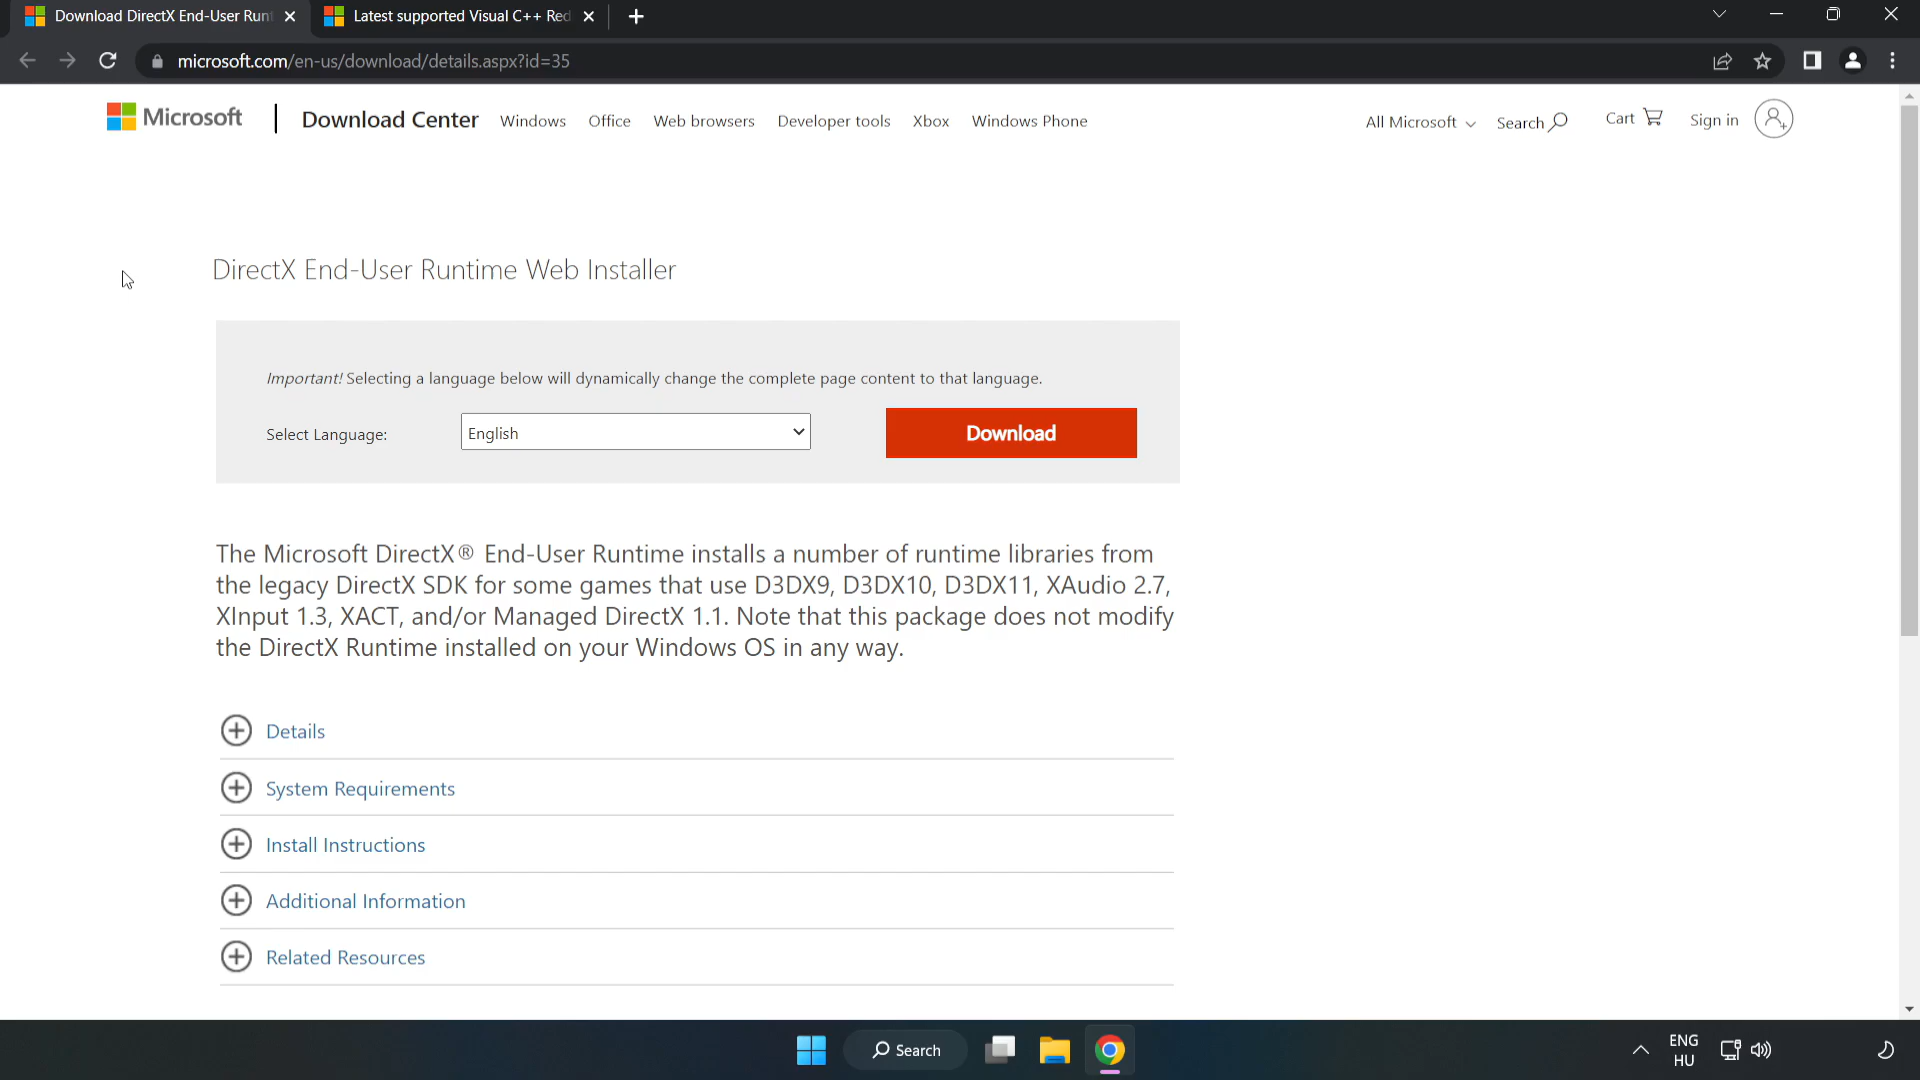 Download DirectX End-User Runt
Latest supported Visual C++ Red
microsoft.com/en-us/download/details.aspx?id=35
Microsoft
Download Center
Windows
Office
Web browsers
Developer tools
Xbox
Windows Phone
All Microsoft
Search
Cart
Sign in
DirectX End-User Runtime Web Installer
Important! Selecting a language below will dynamically change the complete page content to that language.
Select Language:
English
Download
The Microsoft DirectX® End-User Runtime installs a number of runtime libraries from
the legacy DirectX SDK for some games that use D3DX9, D3DX10, D3DX11, XAudio 2.7,
XInput 1.3, XACT, and/or Managed DirectX 1.1. Note that this package does not modify
the DirectX Runtime installed on your Windows OS in any way.
Details
System Requirements
Install Instructions
Additional Information
Related Resources
Search
ENG
HU